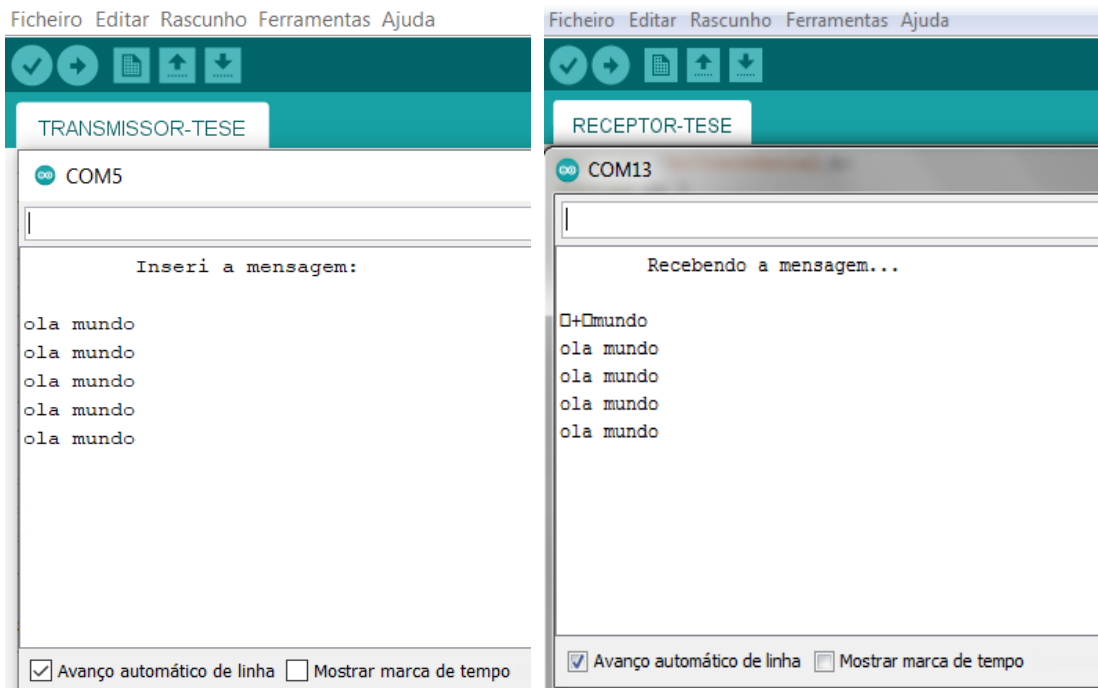 Ficheiro Editar Rascunho Ferramentas Ajuda
TRANSMISSOR-TESE
COM5
Inseri a mensagem:
ola mundo
ola mundo
ola mundo
ola mundo
ola mundo
Avanço automático de linha Mostrar marca de tempo
Ficheiro Editar Rascunho Ferramentas Ajuda
RECEPTOR-TESE
COM13
Recebendo a mensagem...
□+□mundo
ola mundo
ola mundo
ola mundo
ola mundo
Avanço automático de linha Mostrar marca de tempo